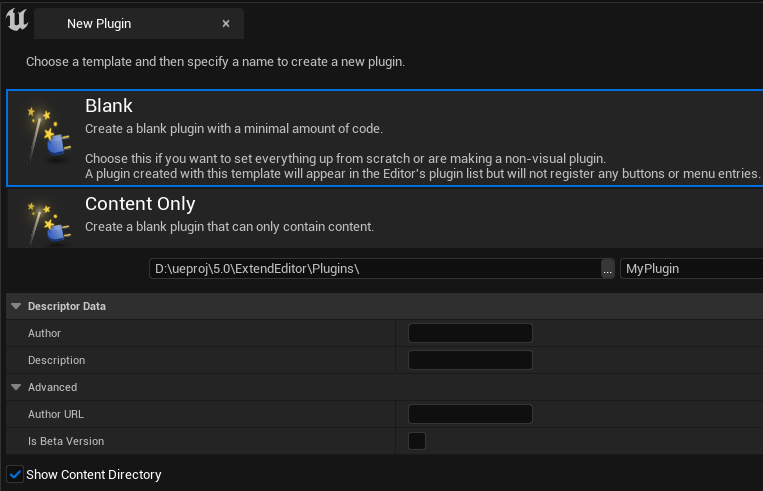 New Plugin
Choose a template and then specify a name to create a new plugin.
Blank
Create a blank plugin with a minimal amount of code.
Choose this if you want to set everything up from scratch or are making a non-visual plugin.
A plugin created with this template will appear in the Editor's plugin list but will not register any buttons or menu entries.
Content Only
Create a blank plugin that can only contain content.
D:\ueproj\5.0\ExtendEditor\Plugins\ ... MyPlugin
Descriptor Data
Author
Description
Advanced
Author URL
Is Beta Version
Show Content Directory